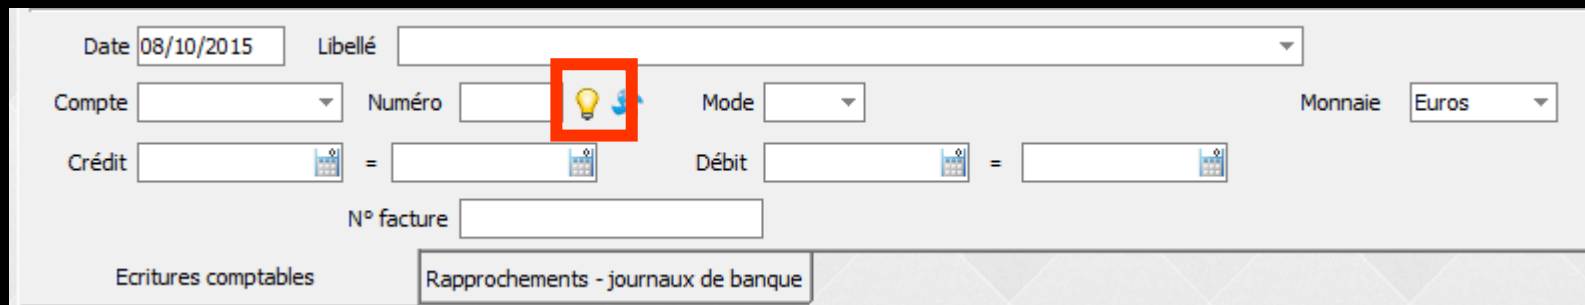 Date 08/10/2015 Libellé
Compte Numéro Mode Monnaie Euros
Crédit = Débit =
N° facture
Ecritures comptables Rapprochements - journaux de banque